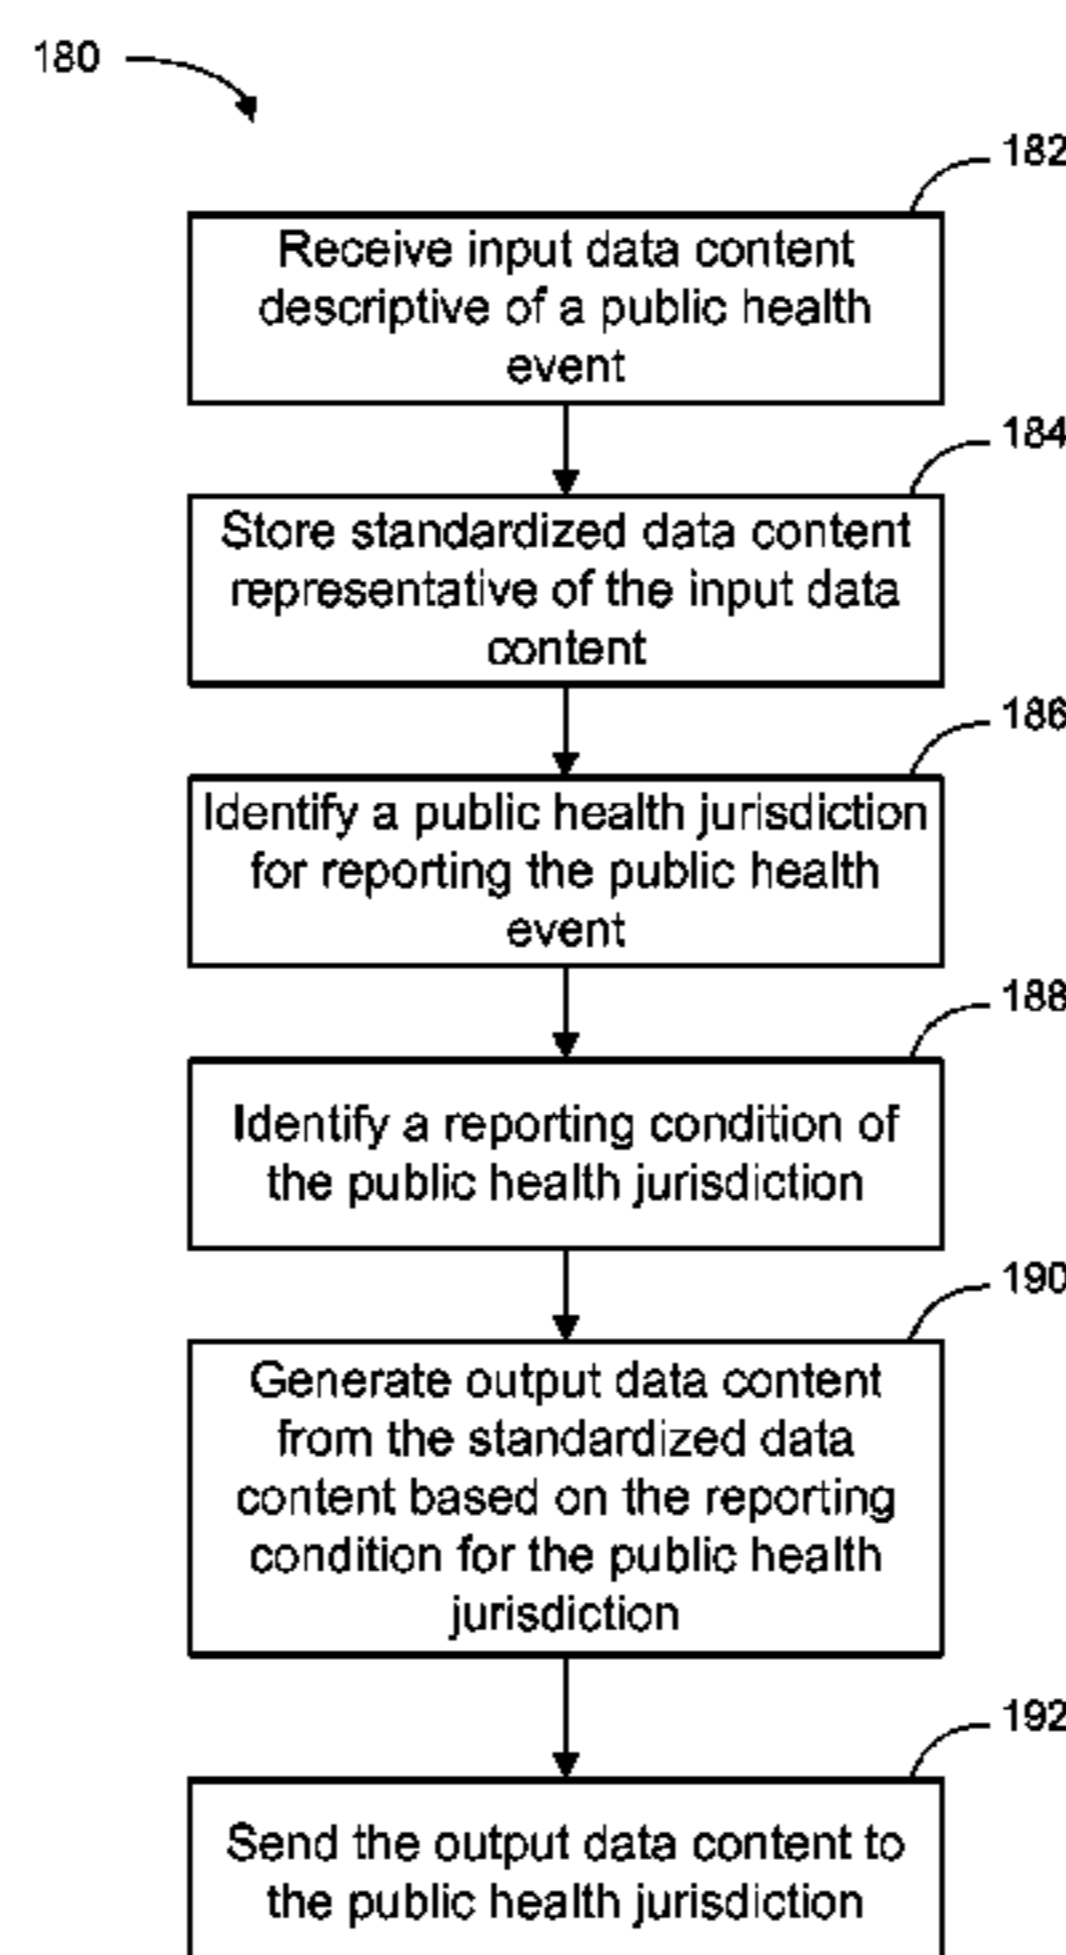 180
182
Receive input data content
descriptive of a public health
event
184
Store standardized data content
representative of the input data
content
186
Identify a public health jurisdiction
for reporting the public health
event
188
Identify a reporting condition of
the public health jurisdiction
190
Generate output data content
from the standardized data
content based on the reporting
condition for the public health
jurisdiction
192
Send the output data content to
the public health jurisdiction